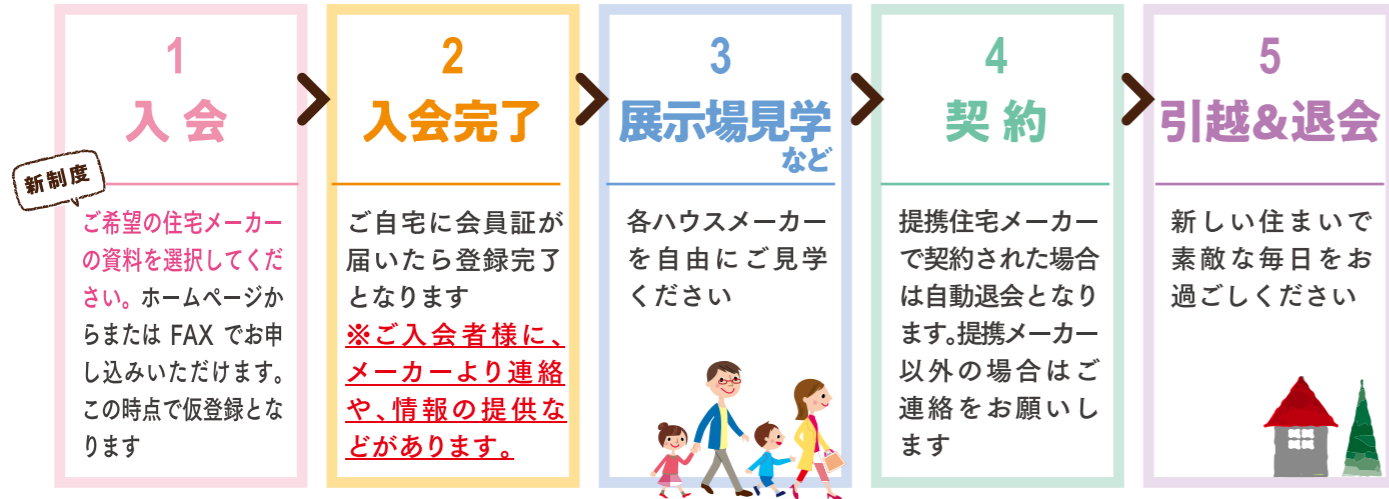 1
入会
新制度
ご希望の住宅メーカー
の資料を選択してくだ
さい。ホームページか
らまたは FAX でお申
し込みいただけます。
この時点で仮登録とな
ります
2
入会完了
ご自宅に会員証が
届いたら登録完了
となります
※ご入会者様に、
メーカーより連絡
や、情報の提供な
どがあります。
3
展示場見学
など
各ハウスメーカー
を自由にご見学
ください
4
契約
提携住宅メーカー
で契約された場合
は自動退会となり
ます。提携メーカー
以外の場合はご
連絡をお願いし
ます
5
引越&退会
新しい住まいで
素敵な毎日をお
過ごしください